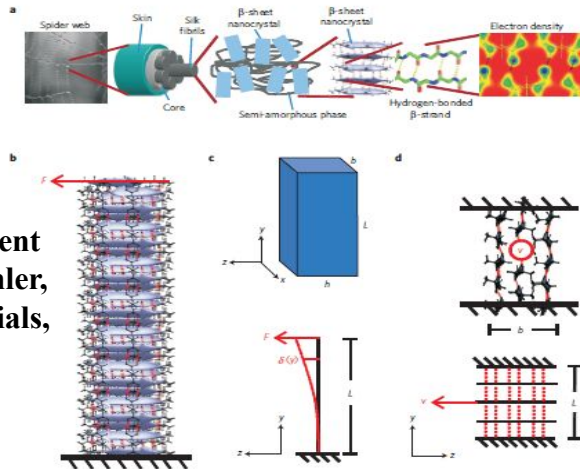 a
Spider web
Skin
Silk
fibrils
β-sheet
nanocrystal
β-sheet
nanocrystal
Electron density
Core
Semi-amorphous phase
Hydrogen-bonded
β-strand
b
F
ent
ler,
ials,
c
b
L
h
y
z
x
F
δ(y)
L
y
z
d
v
b
v
L
y
z